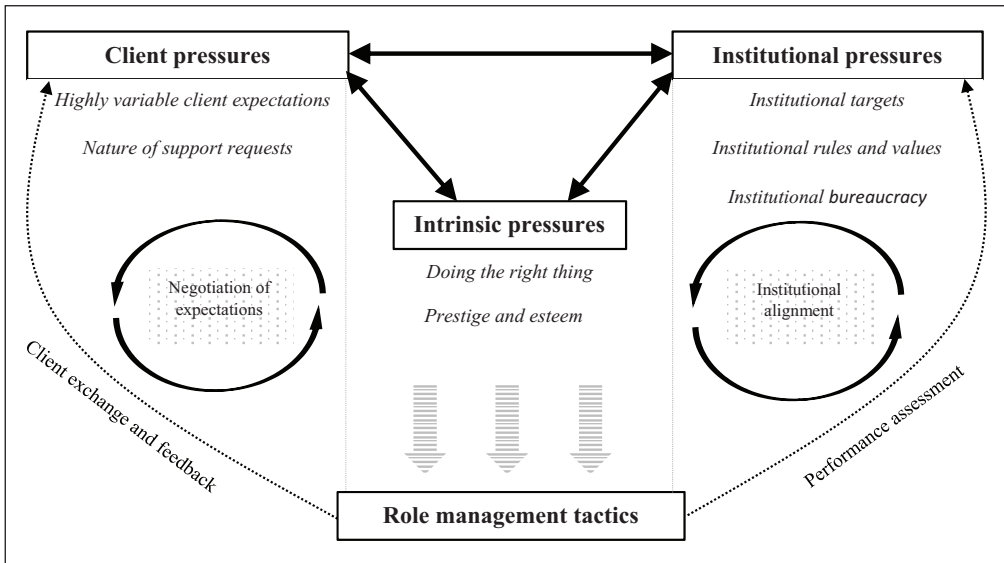 Client pressures
Institutional pressures
Highly variable client expectations
Nature of support requests
Institutional targets
Institutional rules and values
Institutional bureaucracy
Intrinsic pressures
Doing the right thing
Prestige and esteem
Negotiation of
expectations
Institutional
alignment
Client exchange and feedback
Performance assessment
Role management tactics